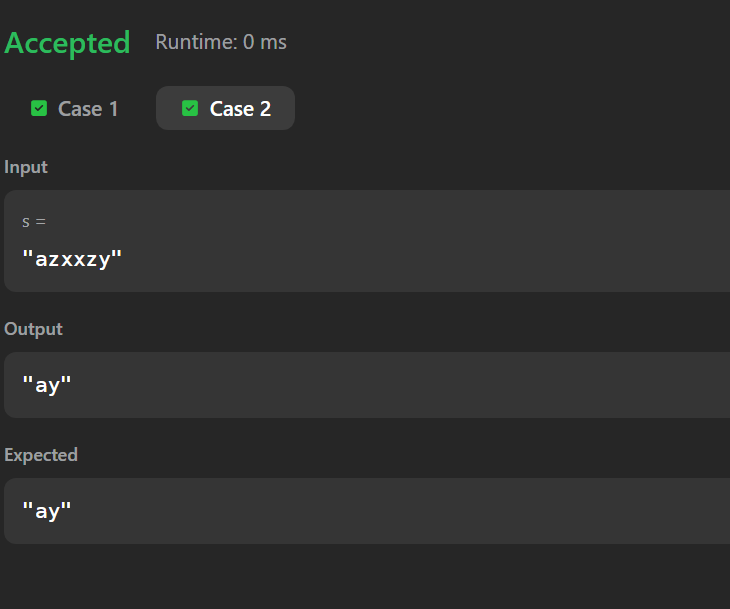 Accepted Runtime: 0 ms
Case 1 Case 2
Input
s =
"azxxzy"
Output
"ay"
Expected
"ay"